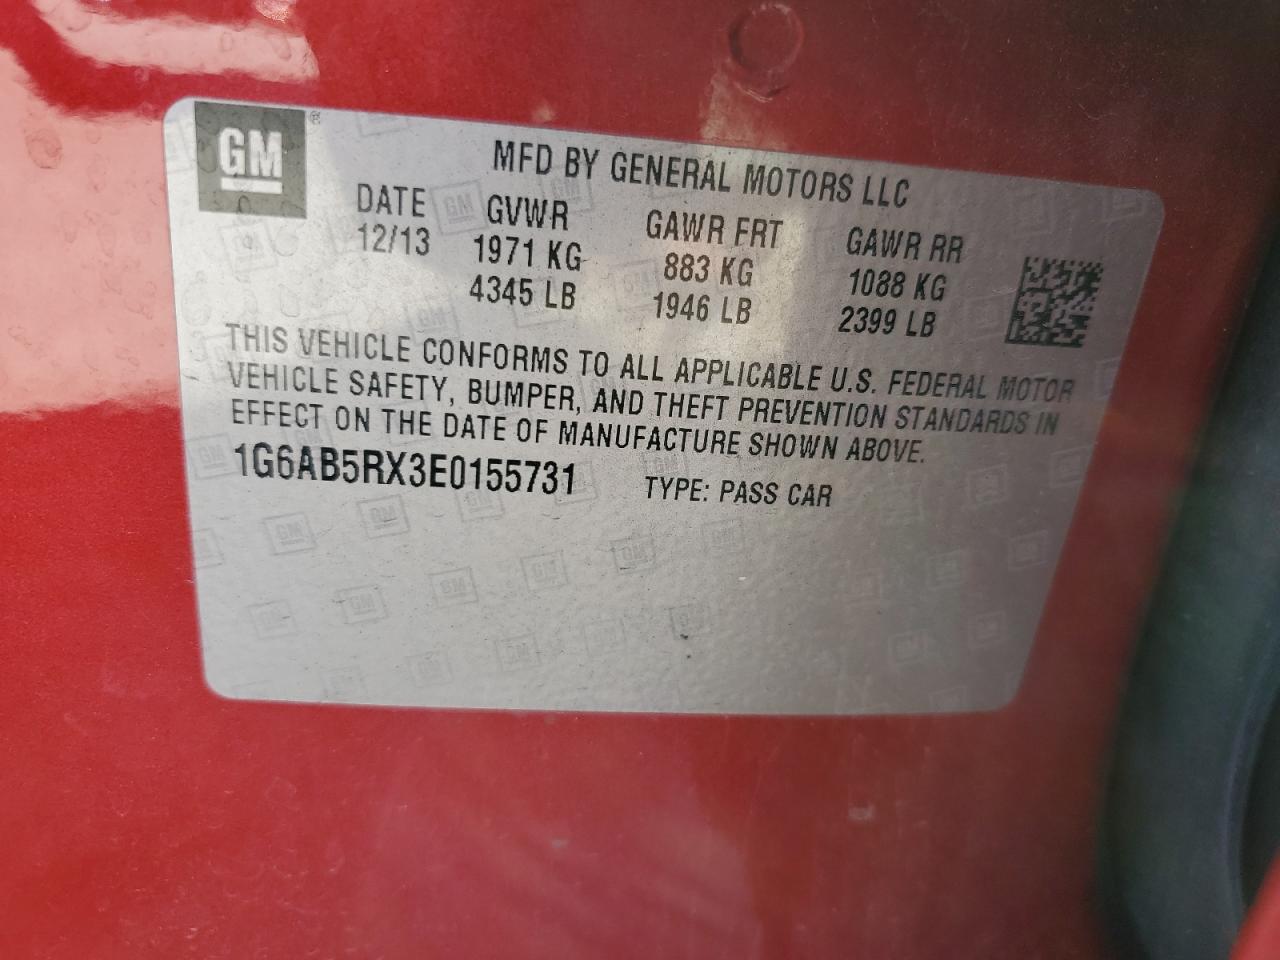 GM ®
MFD BY GENERAL MOTORS LLC
DATE GVWR GAWR FRT GAWR RR
12/13 1971 KG 883 KG 1088 KG
4345 LB 1946 LB 2399 LB
THIS VEHICLE CONFORMS TO ALL APPLICABLE U.S. FEDERAL MOTOR
VEHICLE SAFETY, BUMPER, AND THEFT PREVENTION STANDARDS IN
EFFECT ON THE DATE OF MANUFACTURE SHOWN ABOVE.
1G6AB5RX3E0155731 TYPE: PASS CAR